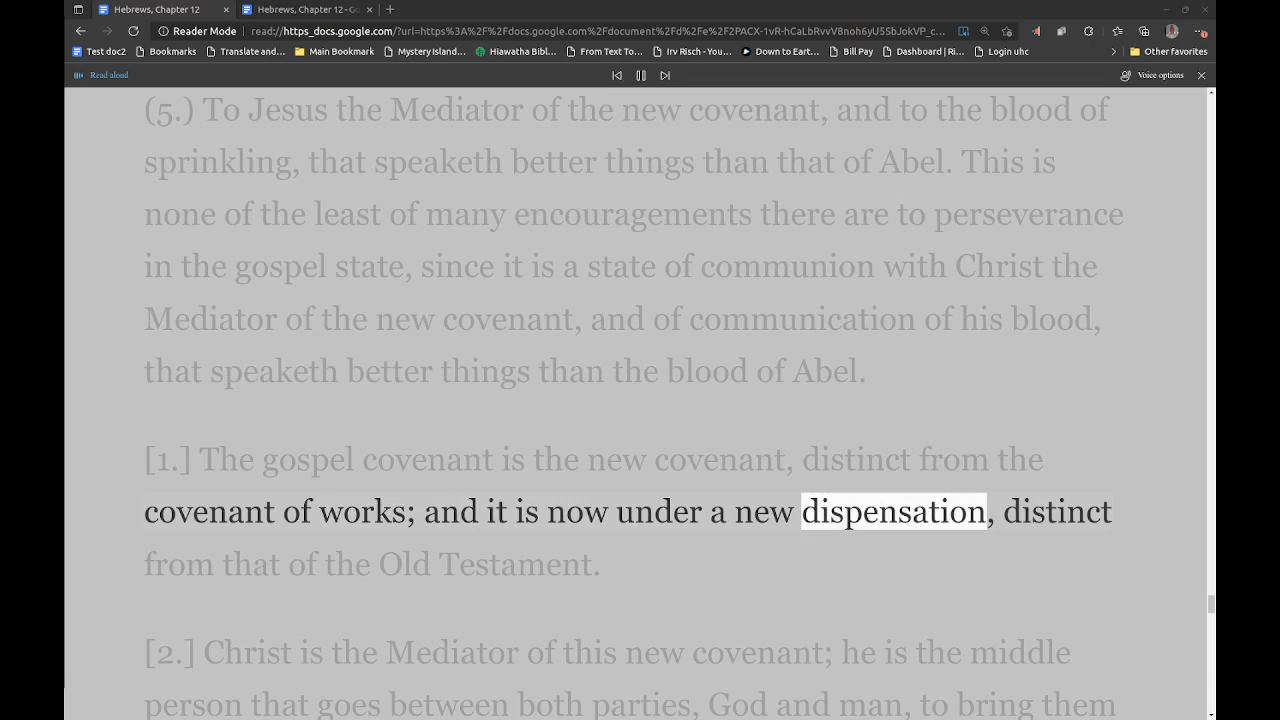 Hebrews, Chapter 12
Hebrews, Chapter 12 - Go
Reader Mode
read://https_docs.google.com/?url=https%3A%2F%2Fdocs.google.com%2Fdocument%2Fd%2Fe%2F2PACX-1vR-hCaLbRvvV8noh6yU5SbJokVP_c...
Test doc2
Bookmarks
Translate and...
Main Bookmark
Mystery Island...
Hiawatha Bibl...
From Text To...
Irv Risch - You...
Down to Earth...
Bill Pay
Dashboard | Ri...
Login uhc
Other favorites
Read aloud
Voice options
(5.) To Jesus the Mediator of the new covenant, and to the blood of
sprinkling, that speaketh better things than that of Abel. This is
none of the least of many encouragements there are to perseverance
in the gospel state, since it is a state of communion with Christ the
Mediator of the new covenant, and of communication of his blood,
that speaketh better things than the blood of Abel.
[1.] The gospel covenant is the new covenant, distinct from the
covenant of works; and it is now under a new dispensation, distinct
from that of the Old Testament.
[2.] Christ is the Mediator of this new covenant; he is the middle
person that goes between both parties, God and man, to bring them